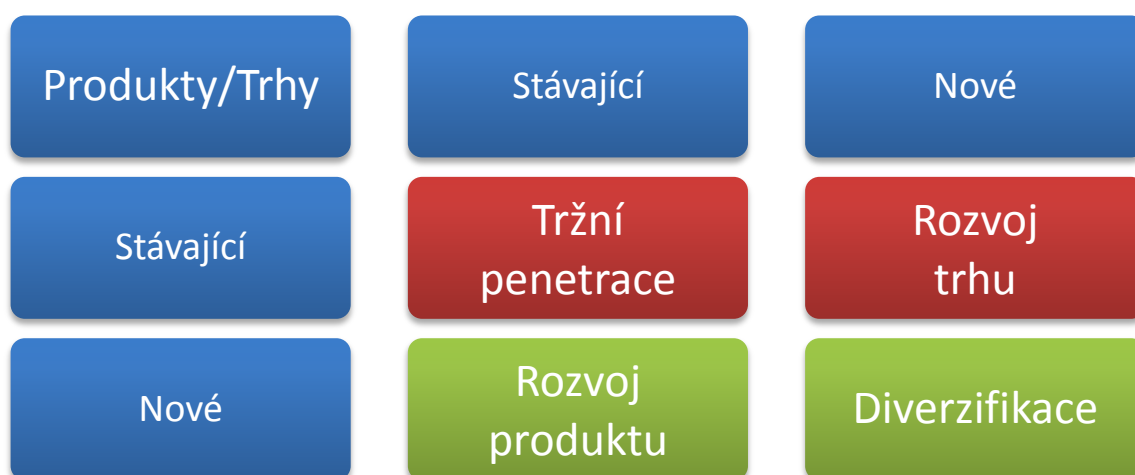 Produkty/Trhy
Stávající
Nové
Stávající
Tržní
penetrace
Rozvoj
trhu
Nové
Rozvoj
produktu
Diverzifikace